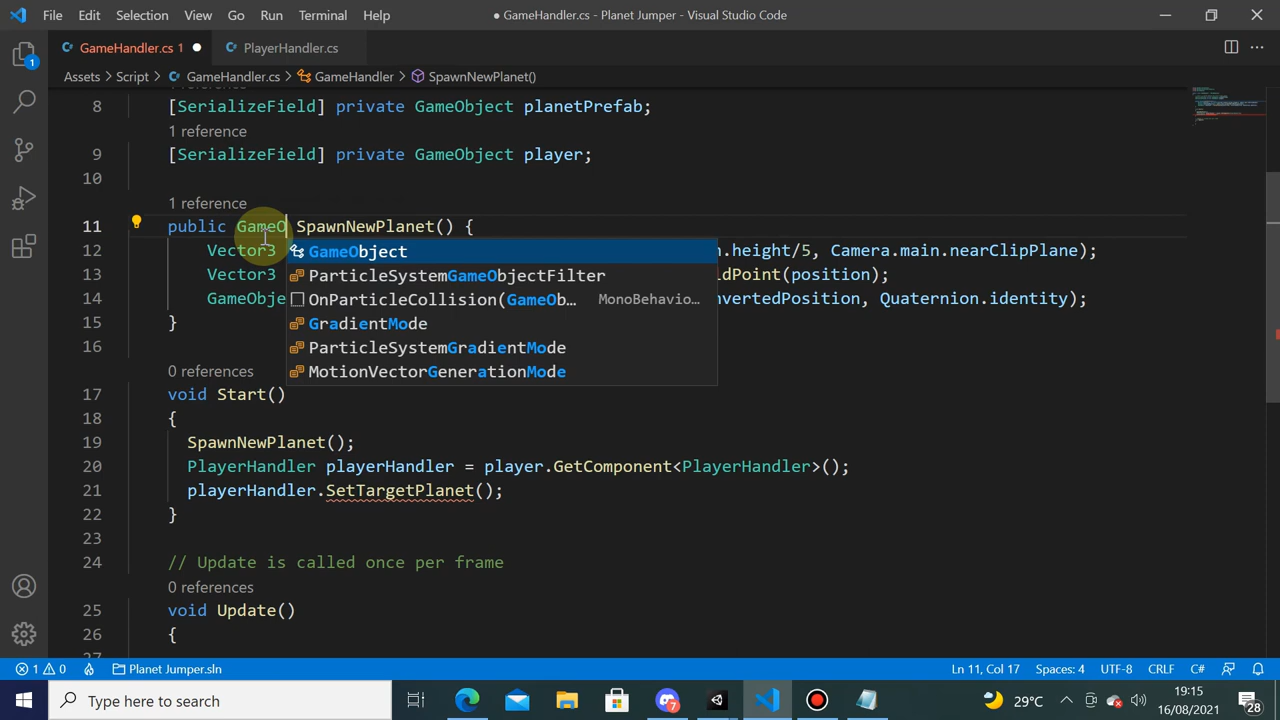 File Edit Selection View Go Run Terminal Help ● GameHandler.cs - Planet Jumper - Visual Studio Code
GameHandler.cs 1 ● PlayerHandler.cs
Assets > Script > GameHandler.cs > GameHandler > SpawnNewPlanet()
8 [SerializeField] private GameObject planetPrefab;
1 reference
9 [SerializeField] private GameObject player;
10
1 reference
11 public GameO SpawnNewPlanet() {
12 Vector3 .height/5, Camera.main.nearClipPlane);
13 Vector3 ldPoint(position);
14 GameObje nvertedPosition, Quaternion.identity);
15 }
GameObject
ParticleSystemGameObjectFilter
OnParticleCollision(GameOb… MonoBehavio…
GradientMode
ParticleSystemGradientMode
MotionVectorGenerationMode
16
0 references
17 void Start()
18 {
19 SpawnNewPlanet();
20 PlayerHandler playerHandler = player.GetComponent<PlayerHandler>();
21 playerHandler.SetTargetPlanet();
22 }
23
24 // Update is called once per frame
0 references
25 void Update()
26 {
1 0 Planet Jumper.sln Ln 11, Col 17 Spaces: 4 UTF-8 CRLF C#
Type here to search 7 29°C 19:15
16/08/2021 28